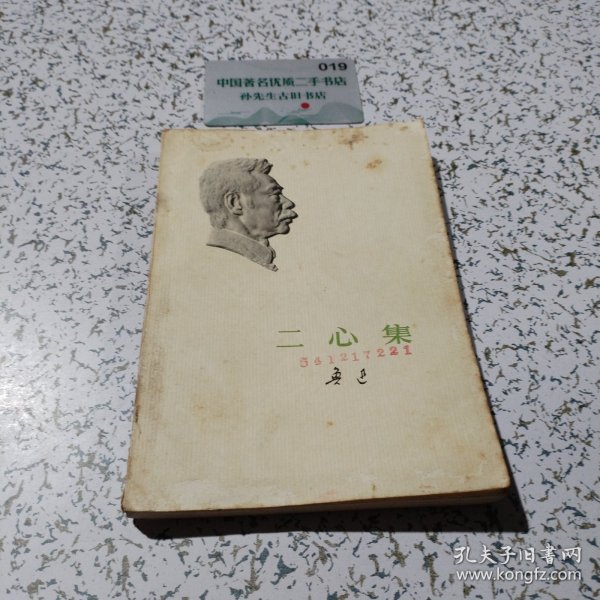 019
中国著名优质二手书店
孙先生古旧书店
二心集
541217221
鲁迅
孔夫子旧书网
www.kongfz.com